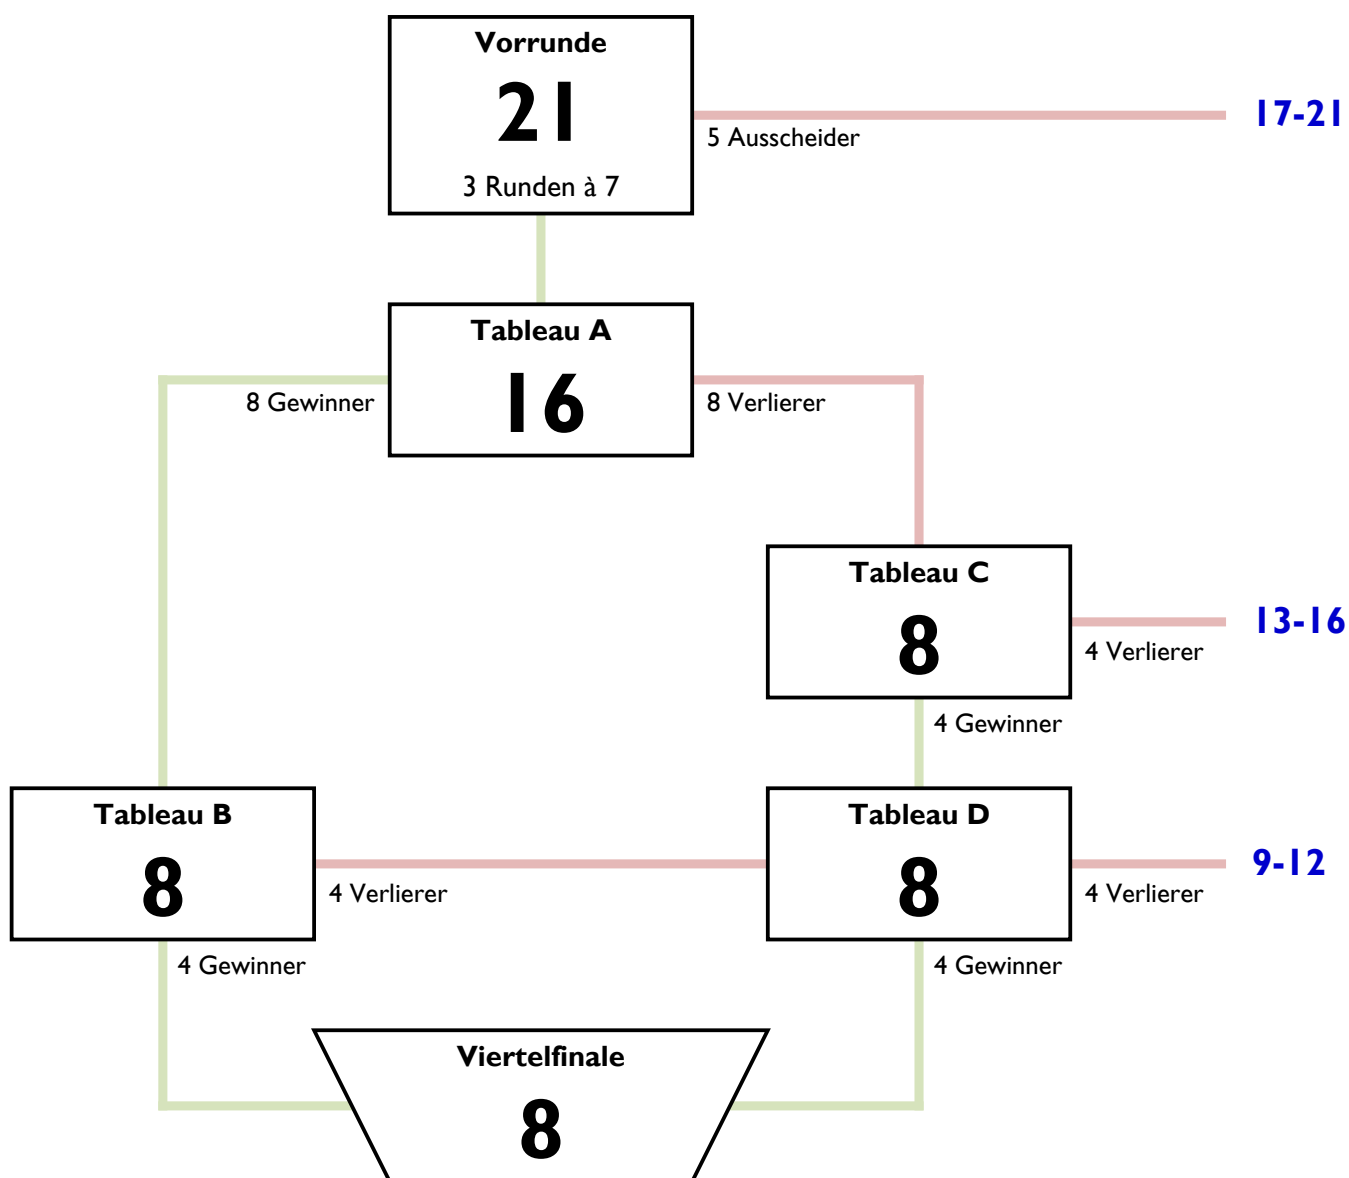 Vorrunde
21
3 Runden à 7
5 Ausscheider
17-21
Tableau A
16
8 Gewinner
8 Verlierer
Tableau C
8
4 Verlierer
13-16
4 Gewinner
Tableau B
8
4 Verlierer
4 Gewinner
Tableau D
8
4 Verlierer
9-12
4 Gewinner
Viertelfinale
8